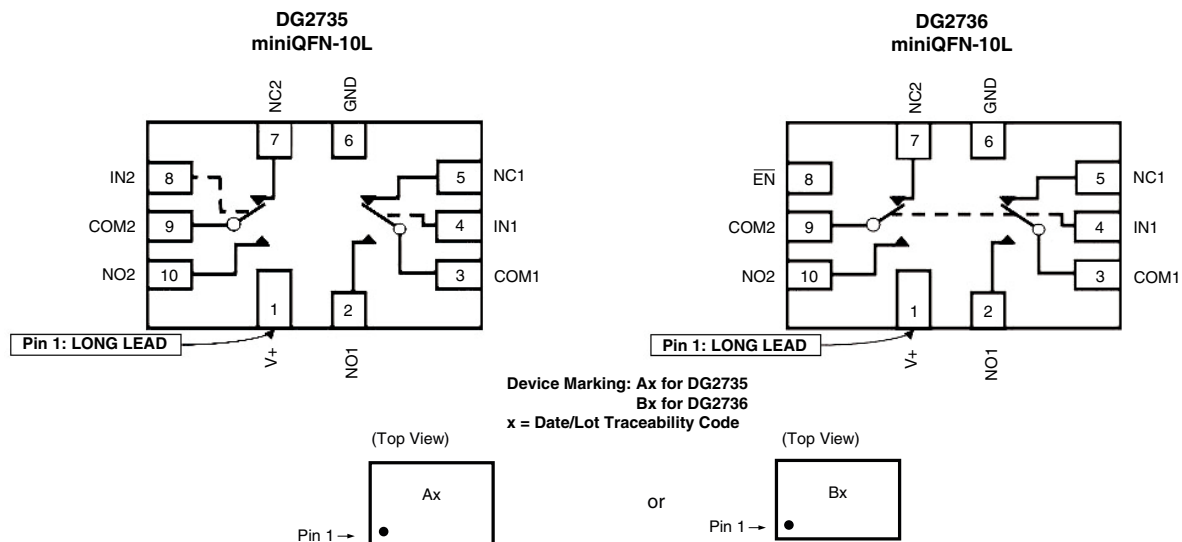 DG2735
miniQFN-10L
NC2
GND
7
6
IN2
8
5
NC1
COM2
9
4
IN1
NO2
10
3
COM1
1
2
Pin 1: LONG LEAD
V+
NO1
DG2736
miniQFN-10L
NC2
GND
7
6
EN
8
5
NC1
COM2
9
4
IN1
NO2
10
3
COM1
1
2
Pin 1: LONG LEAD
V+
NO1
Device Marking: Ax for DG2735
Bx for DG2736
x = Date/Lot Traceability Code
(Top View)
Ax
Pin 1
or
(Top View)
Bx
Pin 1